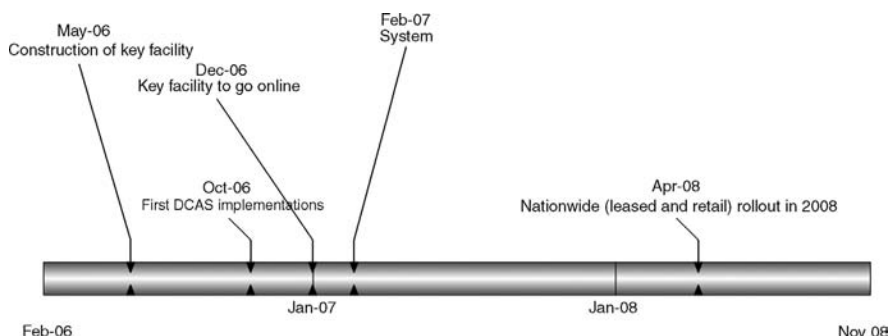 Feb-07
System
May-06
Construction of key facility
Dec-06
Key facility to go online
Oct-06
First DCAS implementations
Apr-08
Nationwide (leased and retail) rollout in 2008
Jan-07
Jan-08
Feb-06
Nov 08